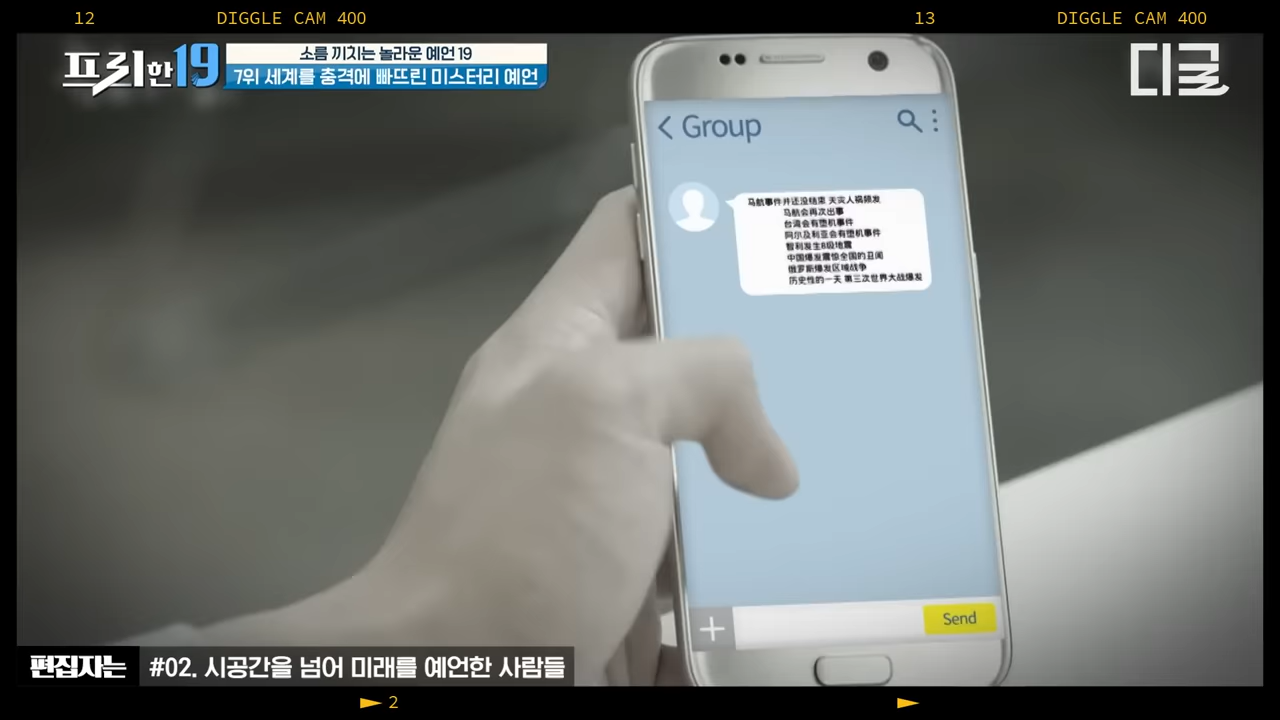 12 DIGGLE CAM 400 13 DIGGLE CAM 400
프리한19
소름 끼치는 놀라운 예언 19
7위 세계를 충격에 빠뜨린 미스터리 예언
디글
Group
马航事件并还没结束 天灾人祸频发
马航会再次出事
台湾会有堕机事件
阿尔及利亚会有堕机事件
智利发生8级地震
中国爆发震惊全国的丑闻
俄罗斯爆发区域战争
历史性的一天 第三次世界大战爆发
Send
편집자는
#02. 시공간을 넘어 미래를 예언한 사람들
2